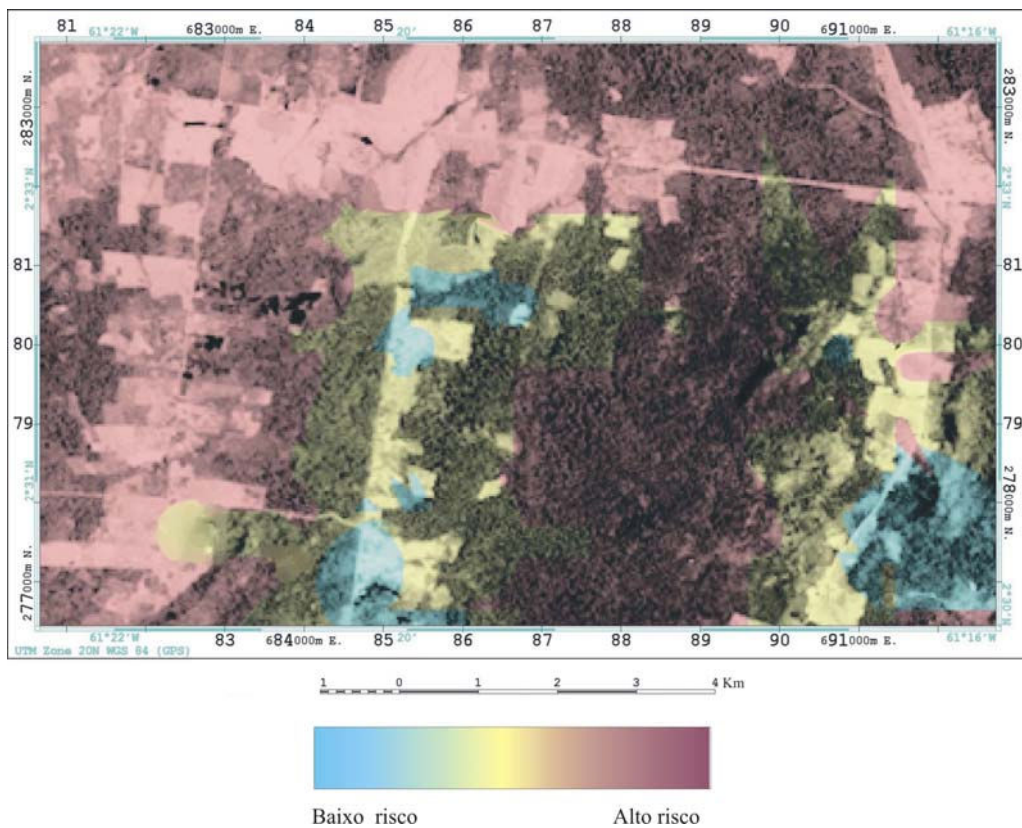 81 683000m E. 84 85 86 87 88 89 90 691000m E.
61°22'W 20' 61°16'W
283000m N. 283000m N.
2°33'N 2°33'N
81 81
80 80
79 79
2°31'N 278000m N.
277000m N. 2°30'N
61°22'W 20' 61°16'W
83 684000m E. 85 86 87 88 89 90 691000m E.
UTM Zone 20N WGS 84 (GPS)
1 0 1 2 3 4 Km
Baixo risco Alto risco